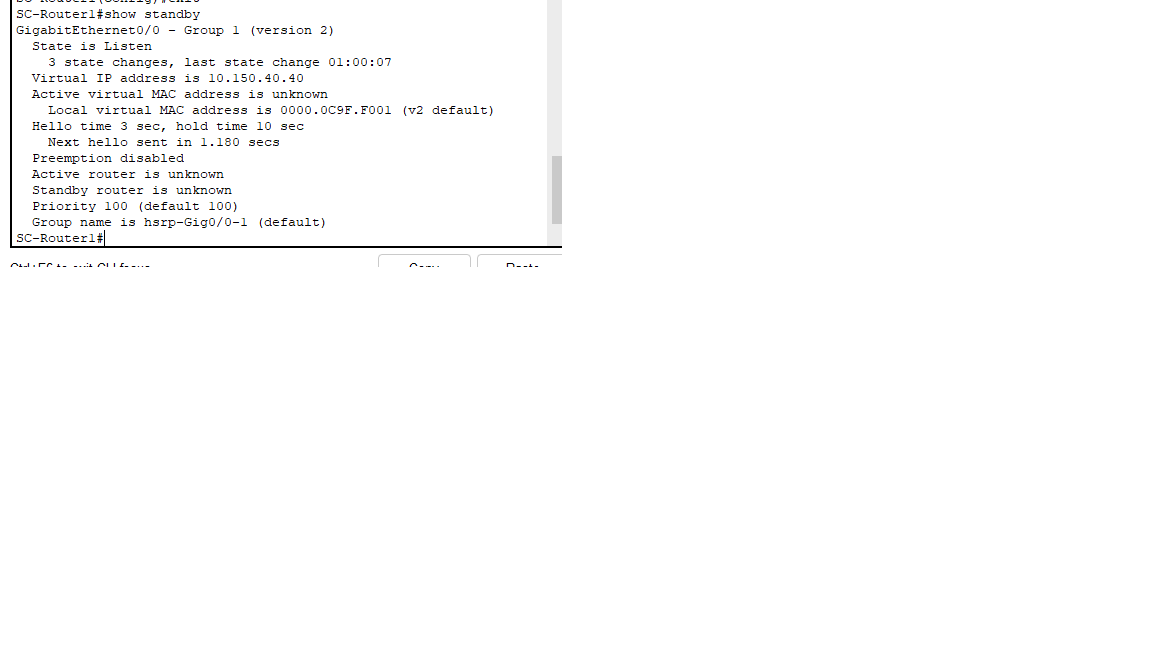 SC-Router1#show standby
GigabitEthernet0/0 - Group 1 (version 2)
State is Listen
3 state changes, last state change 01:00:07
Virtual IP address is 10.150.40.40
Active virtual MAC address is unknown
Local virtual MAC address is 0000.0C9F.F001 (v2 default)
Hello time 3 sec, hold time 10 sec
Next hello sent in 1.180 secs
Preemption disabled
Active router is unknown
Standby router is unknown
Priority 100 (default 100)
Group name is hsrp-Gig0/0-1 (default)
SC-Router1#